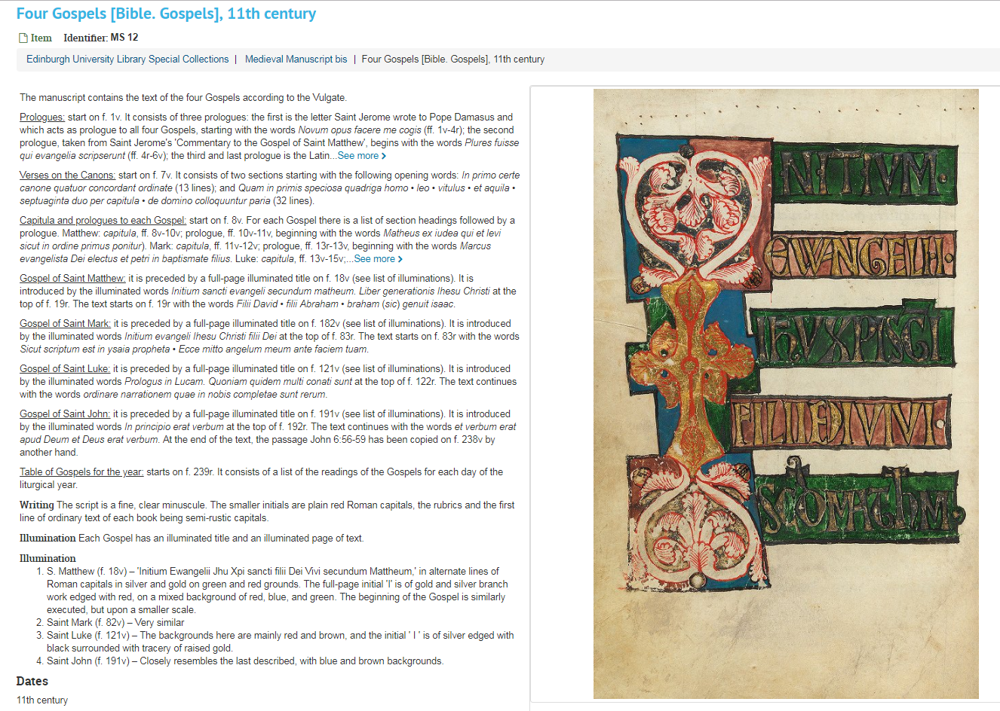 Four Gospels [Bible. Gospels], 11th century
Item Identifier: MS 12
Edinburgh University Library Special Collections | Medieval Manuscript bis | Four Gospels [Bible. Gospels], 11th century
The manuscript contains the text of the four Gospels according to the Vulgate.
Prologues: start on f. 1v. It consists of three prologues: the first is the letter Saint Jerome wrote to Pope Damasus and
which acts as prologue to all four Gospels, starting with the words Novum opus facere me cogis (ff. 1v-4r); the second
prologue, taken from Saint Jerome's 'Commentary to the Gospel of Saint Matthew', begins with the words Plures fuisse
qui evangelia scripserunt (ff. 4r-6v); the third and last prologue is the Latin...See more >
Verses on the Canons: start on f. 7v. It consists of two sections starting with the following opening words: In primo certe
canone quatuor concordant ordinate (13 lines); and Quam in primis speciosa quadriga homo • leo • vitulus • et aquila •
septuaginta duo per capitula • de domino colloquuntur paria (32 lines).
Capitula and prologues to each Gospel: start on f. 8v. For each Gospel there is a list of section headings followed by a
prologue. Matthew: capitula, ff. 8v-10v; prologue, ff. 10v-11v, beginning with the words Matheus ex iudea qui et levi
sicut in ordine primus ponitur). Mark: capitula, ff. 11v-12v; prologue, ff. 13r-13v, beginning with the words Marcus
evangelista Dei electus et petri in baptismate filius. Luke: capitula, ff. 13v-15v;...See more >
Gospel of Saint Matthew: it is preceded by a full-page illuminated title on f. 18v (see list of illuminations). It is
introduced by the illuminated words Initium sancti evangeli secundum matheum. Liber generationis Ihesu Christi at the
top of f. 19r. The text starts on f. 19r with the words Filii David • filii Abraham • braham (sic) genuit isaac.
Gospel of Saint Mark: it is preceded by a full-page illuminated title on f. 182v (see list of illuminations). It is introduced
by the illuminated words Initium evangeli Ihesu Christi filii Dei at the top of f. 83r. The text starts on f. 83r with the words
Sicut scriptum est in ysaia propheta • Ecce mitto angelum meum ante faciem tuam.
Gospel of Saint Luke: it is preceded by a full-page illuminated title on f. 121v (see list of illuminations). It is introduced
by the illuminated words Prologus in Lucam. Quoniam quidem multi conati sunt at the top of f. 122r. The text continues
with the words ordinare narrationem quae in nobis completae sunt rerum.
Gospel of Saint John: it is preceded by a full-page illuminated title on f. 191v (see list of illuminations). It is introduced
by the illuminated words In principio erat verbum at the top of f. 192r. The text continues with the words et verbum erat
apud Deum et Deus erat verbum. At the end of the text, the passage John 6:56-59 has been copied on f. 238v by
another hand.
Table of Gospels for the year: starts on f. 239r. It consists of a list of the readings of the Gospels for each day of the
liturgical year.
Writing The script is a fine, clear minuscule. The smaller initials are plain red Roman capitals, the rubrics and the first
line of ordinary text of each book being semi-rustic capitals.
Illumination Each Gospel has an illuminated title and an illuminated page of text.
Illumination
1. S. Matthew (f. 18v) – 'Initium Ewangelii Jhu Xpi sancti filii Dei Vivi secundum Mattheum,' in alternate lines of
Roman capitals in silver and gold on green and red grounds. The full-page initial 'I' is of gold and silver branch
work edged with red, on a mixed background of red, blue, and green. The beginning of the Gospel is similarly
executed, but upon a smaller scale.
2. Saint Mark (f. 82v) – Very similar
3. Saint Luke (f. 121v) – The backgrounds here are mainly red and brown, and the initial ' I ' is of silver edged with
black surrounded with tracery of raised gold.
4. Saint John (f. 191v) – Closely resembles the last described, with blue and brown backgrounds.
Dates
11th century
INITIVM
EWANGELII
IHV XPI SCI
FILII DEI VIVI
SCDM MATHM